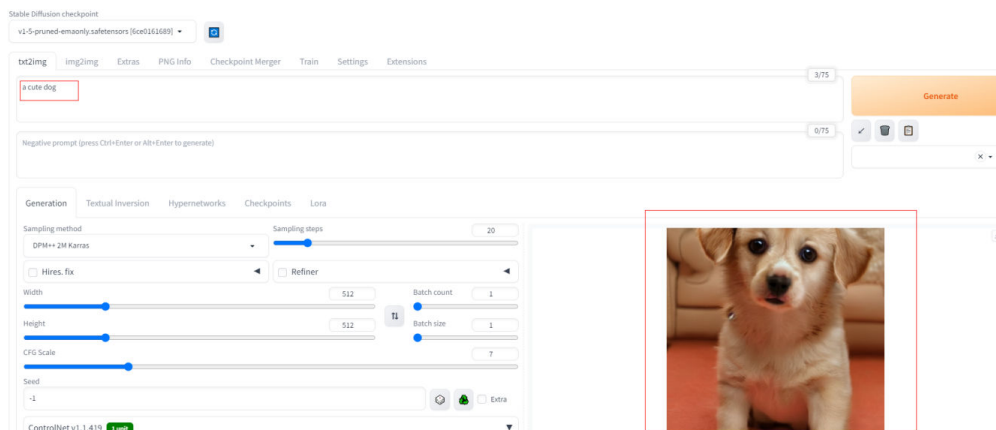 Stable Diffusion checkpoint
v1-5-pruned-emaonly.safetensors [6ce0161689]
txt2img img2img Extras PNG Info Checkpoint Merger Train Settings Extensions
3/75
a cute dog
Generate
0/75
Negative prompt (press Ctrl+Enter or Alt+Enter to generate)
Generation Textual Inversion Hypernetworks Checkpoints Lora
Sampling method Sampling steps 20
DPM++ 2M Karras
Hires. fix Refiner
Width 512 Batch count 1
Height 512 Batch size 1
CFG Scale 7
Seed
-1 Extra
ControlNet v1.1.419 1 unit